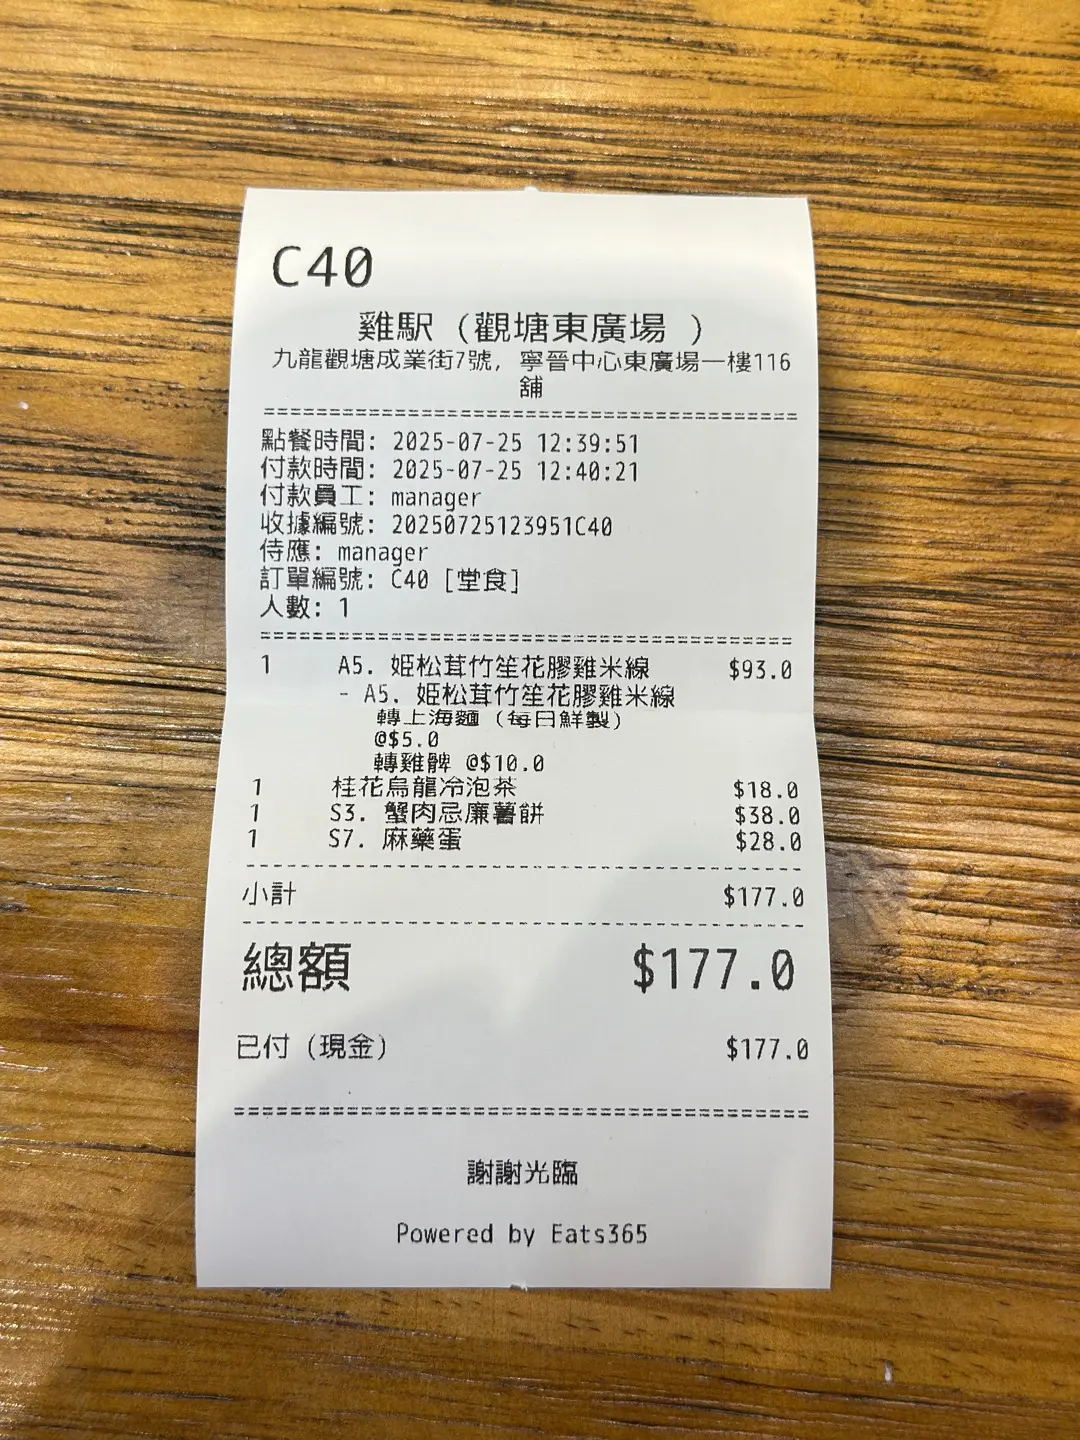 C40
雞駅 (觀塘東廣場 )
九龍觀塘成業街7號, 寧晉中心東廣場一樓116
舖
============================================
點餐時間: 2025-07-25 12:39:51
付款時間: 2025-07-25 12:40:21
付款員工: manager
收據編號: 20250725123951C40
侍應: manager
訂單編號: C40 [堂食]
人數: 1
============================================
1 A5. 姬松茸竹笙花膠雞米線 $93.0
- A5. 姬松茸竹笙花膠雞米線
轉上海麵 (每日鮮製)
@$5.0
轉雞髀 @$10.0
1 桂花烏龍冷泡茶 $18.0
1 S3. 蟹肉忌廉薯餅 $38.0
1 S7. 麻藥蛋 $28.0
--------------------------------------------
小計 $177.0
--------------------------------------------
總額 $177.0
已付 (現金) $177.0
============================================
謝謝光臨
Powered by Eats365